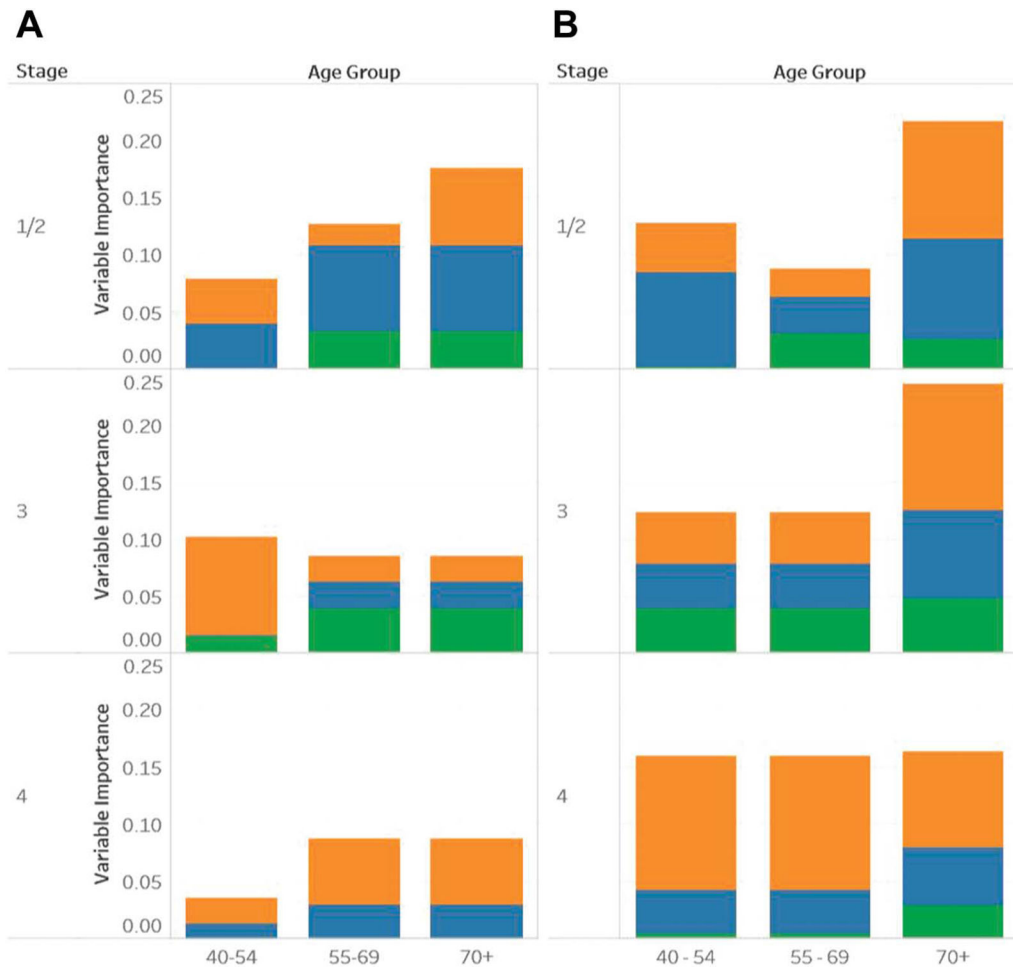 A
B
Stage Age Group
Stage Age Group
1/2
Variable Importance
0.25
0.20
0.15
0.10
0.05
0.00
1/2
3
Variable Importance
0.25
0.20
0.15
0.10
0.05
0.00
3
4
Variable Importance
0.25
0.20
0.15
0.10
0.05
0.00
4
40-54 55-69 70+
40 - 54 55 - 69 70+